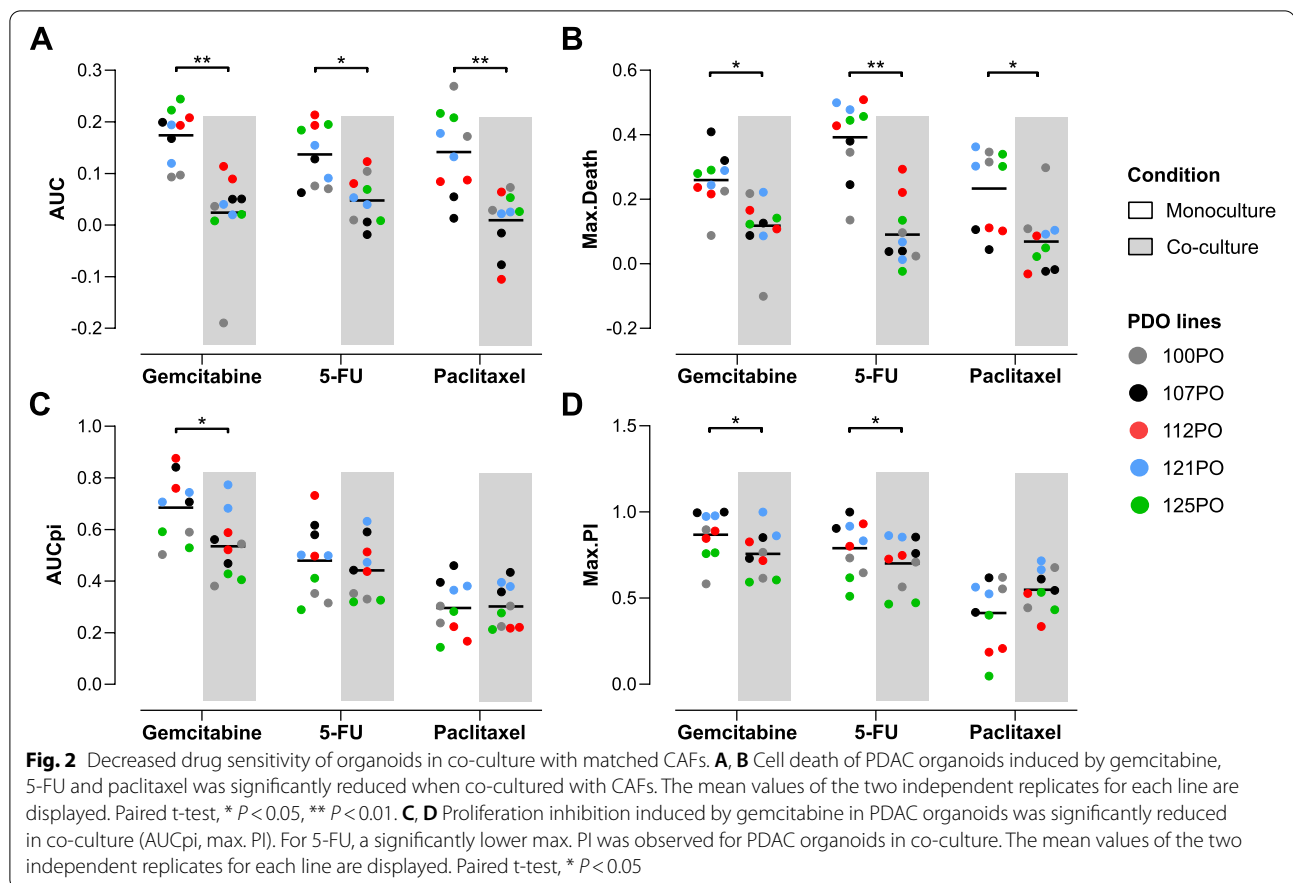 A
AUC
0.3
0.2
0.1
0.0
-0.1
-0.2
**
*
**
Gemcitabine 5-FU Paclitaxel
B
Max.Death
0.6
0.4
0.2
0.0
-0.2
*
**
*
Gemcitabine 5-FU Paclitaxel
Condition
Monoculture
Co-culture
PDO lines
100PO
107PO
112PO
121PO
125PO
C
AUCpi
1.0
0.8
0.6
0.4
0.2
0.0
*
Gemcitabine 5-FU Paclitaxel
D
Max.PI
1.5
1.0
0.5
0.0
*
*
Gemcitabine 5-FU Paclitaxel
Fig. 2 Decreased drug sensitivity of organoids in co-culture with matched CAFs. A, B Cell death of PDAC organoids induced by gemcitabine,
5-FU and paclitaxel was significantly reduced when co-cultured with CAFs. The mean values of the two independent replicates for each line are
displayed. Paired t-test, * P < 0.05, ** P < 0.01. C, D Proliferation inhibition induced by gemcitabine in PDAC organoids was significantly reduced
in co-culture (AUCpi, max. PI). For 5-FU, a significantly lower max. PI was observed for PDAC organoids in co-culture. The mean values of the two
independent replicates for each line are displayed. Paired t-test, * P < 0.05